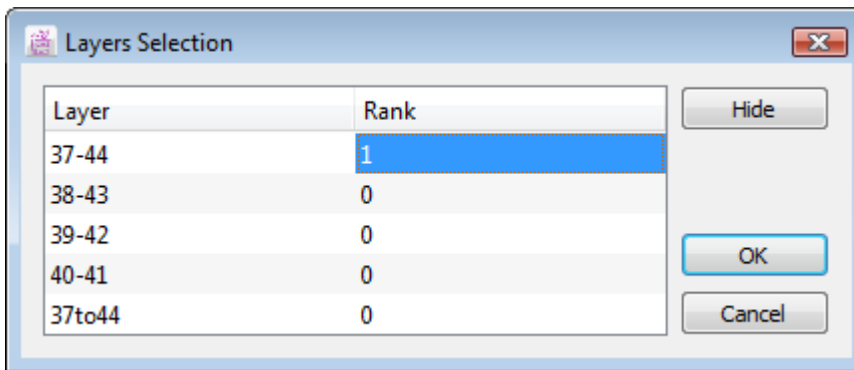 Layers Selection
Layer Rank Hide
37-44 1
38-43 0
39-42 0
OK
40-41 0
37to44 0 Cancel